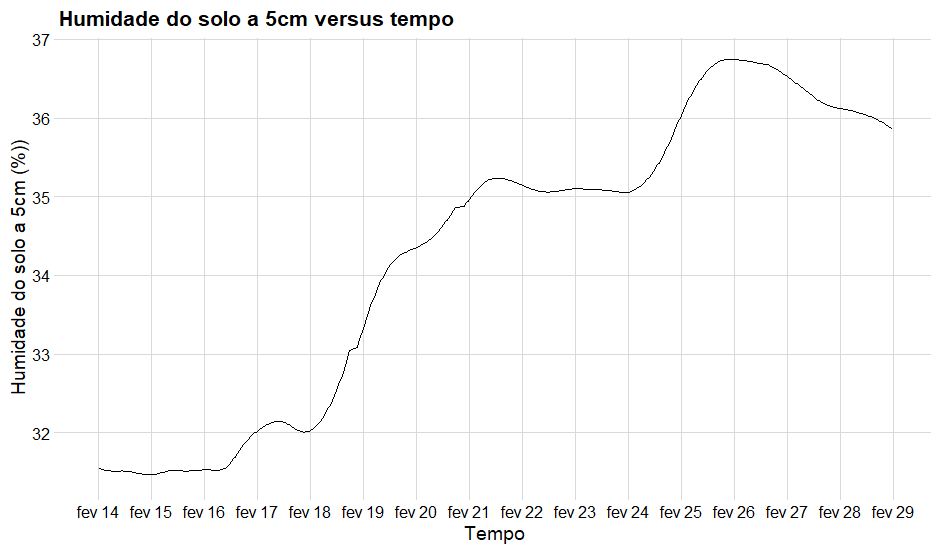 Humidade do solo a 5cm versus tempo
37
36
35
34
33
32
Humidade do solo a 5cm (%))
fev 14 fev 15 fev 16 fev 17 fev 18 fev 19 fev 20 fev 21 fev 22 fev 23 fev 24 fev 25 fev 26 fev 27 fev 28 fev 29
Tempo